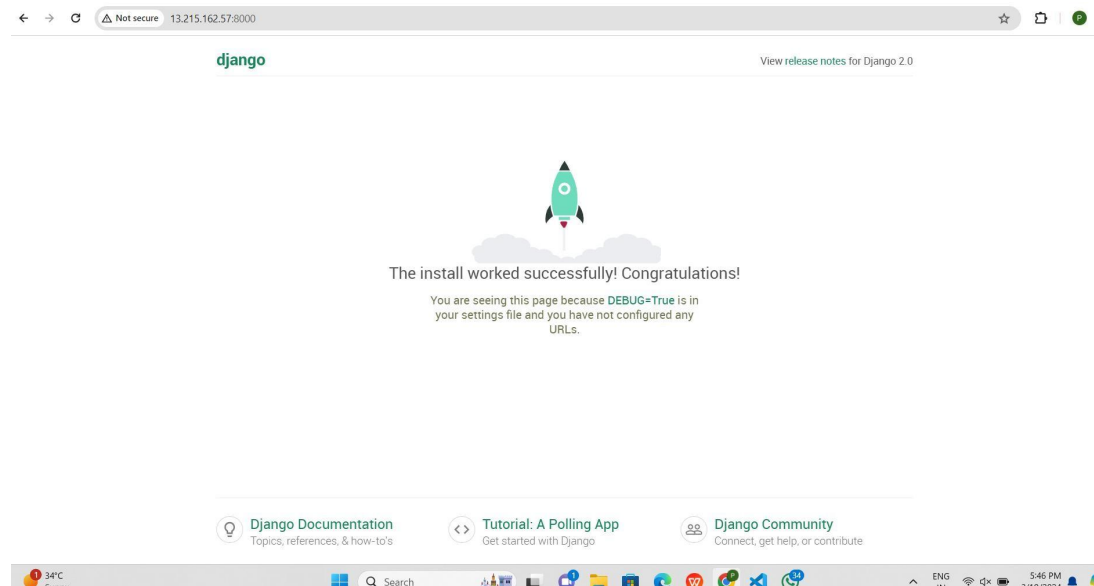 Not secure 13.215.162.57:8000
P
django
View release notes for Django 2.0
The install worked successfully! Congratulations!
You are seeing this page because DEBUG=True is in
your settings file and you have not configured any
URLs.
Django Documentation
Topics, references, & how-to's
Tutorial: A Polling App
Get started with Django
Django Community
Connect, get help, or contribute
1
34°C
Search
1
34
ENG
5:46 PM